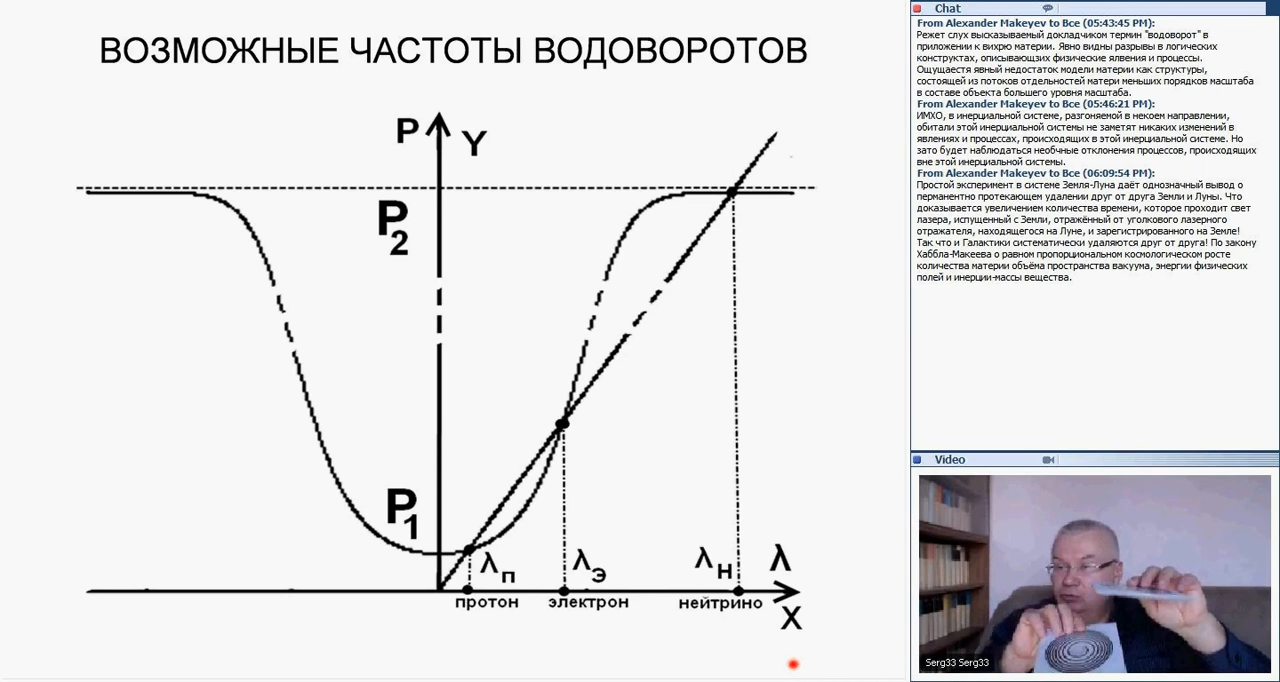 ВОЗМОЖНЫЕ ЧАСТОТЫ ВОДОВОРОТОВ
P Y
P2
P1
λп λэ λн λ
протон электрон нейтрино
X
Chat
From Alexander Makeyev to Все (05:43:45 PM):
Режет слух высказываемый докладчиком термин "водоворот" в
приложении к вихрю материи. Явно видны разрывы в логических
конструктах, описывающзих физические ялвения и процессы.
Ощущаестя явный недостаток модели материи как структуры,
состоящей из потоков отдельностей матери меньших порядков масштаба
в составе объекта большего уровня масштаба.
From Alexander Makeyev to Все (05:46:21 PM):
ИМХО, в инерциальной системе, разгоняемой в некоем направлении,
обитали этой инерциальной системы не заметят никаких изменений в
явлениях и процессах, происходящих в этой инерциальной системе. Но
зато будет наблюдаться необчные отклонения процессов, происходящих
вне этой инерциальной системы.
From Alexander Makeyev to Все (06:09:54 PM):
Простой эксперимент в системе Земля-Луна даёт однозначный вывод о
перманентно протекающем удалении друг от друга Земли и Луны. Что
доказывается увеличением количества времени, которое проходит свет
лазера, испущенный с Земли, отражённый от уголкового лазерного
отражателя, находящегося на Луне, и зарегистрированного на Земле!
Так что и Галактики систематически удаляются друг от друга! По закону
Хаббла-Макеева о равном пропорциональном космологическом росте
количества материи объёма пространства вакуума, энергии физических
полей и инерции-массы вещества.
Video
Serg33 Serg33